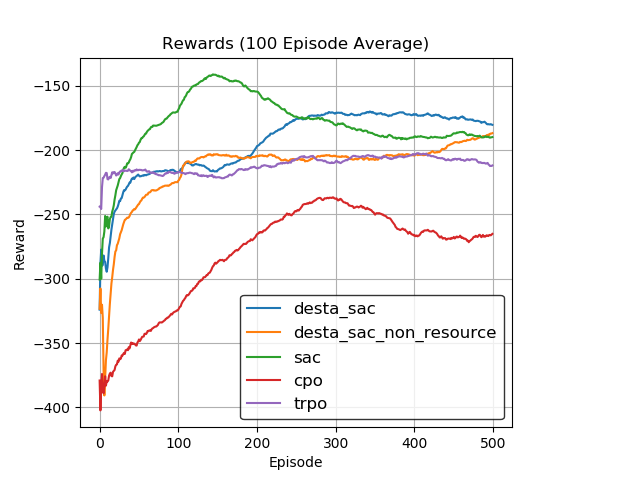 Rewards (100 Episode Average)
Reward
−150
−200
−250
−300
−350
−400
0
100
200
300
400
500
Episode
desta_sac
desta_sac_non_resource
sac
cpo
trpo